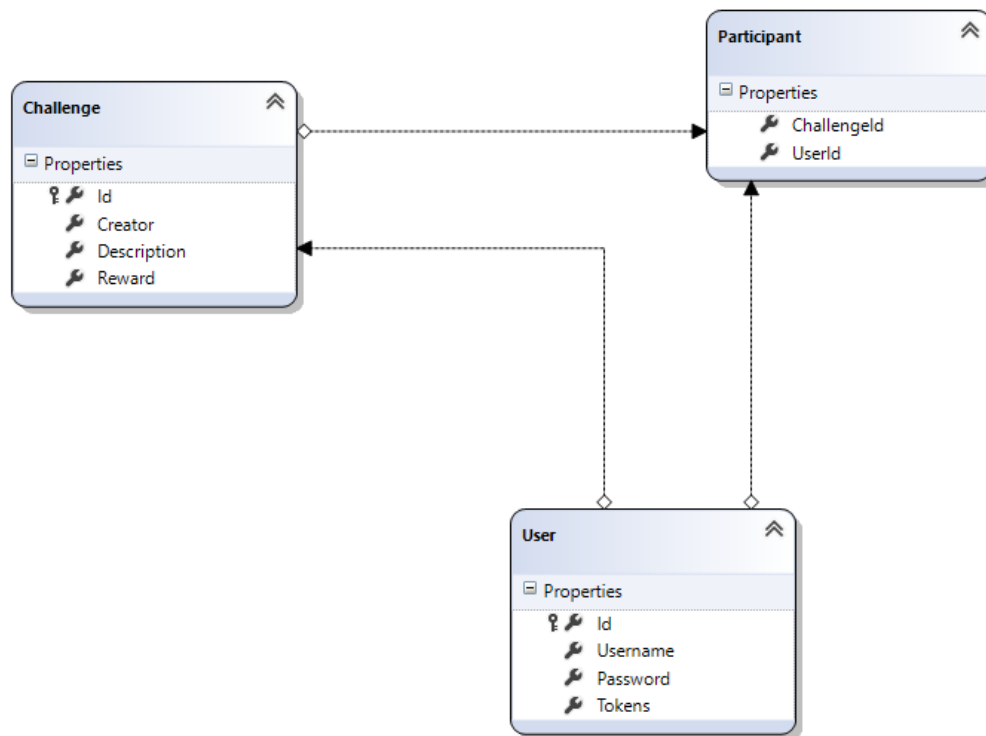 Participant
Properties
ChallengeId
UserId
Challenge
Properties
Id
Creator
Description
Reward
User
Properties
Id
Username
Password
Tokens